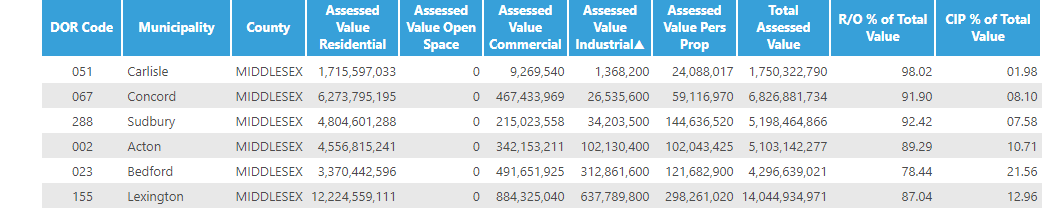 DOR Code Municipality County Assessed Value Residential Assessed Value Open Space Assessed Value Commercial Assessed Value Industrial▲ Assessed Value Pers Prop Total Assessed Value R/O % of Total Value CIP % of Total Value
051 Carlisle MIDDLESEX 1,715,597,033 0 9,269,540 1,368,200 24,088,017 1,750,322,790 98.02 01.98
067 Concord MIDDLESEX 6,273,795,195 0 467,433,969 26,535,600 59,116,970 6,826,881,734 91.90 08.10
288 Sudbury MIDDLESEX 4,804,601,288 0 215,023,558 34,203,500 144,636,520 5,198,464,866 92.42 07.58
002 Acton MIDDLESEX 4,556,815,241 0 342,153,211 102,130,400 102,043,425 5,103,142,277 89.29 10.71
023 Bedford MIDDLESEX 3,370,442,596 0 491,651,925 312,861,600 121,682,900 4,296,639,021 78.44 21.56
155 Lexington MIDDLESEX 12,224,559,111 0 884,325,040 637,789,800 298,261,020 14,044,934,971 87.04 12.96